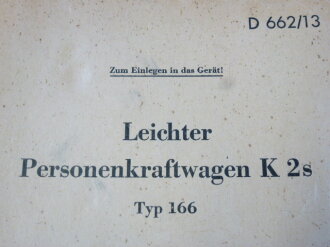 D 662/13
Zum Einlegen in das Gerät!
Leichter
Personenkraftwagen K 2s
Typ 166